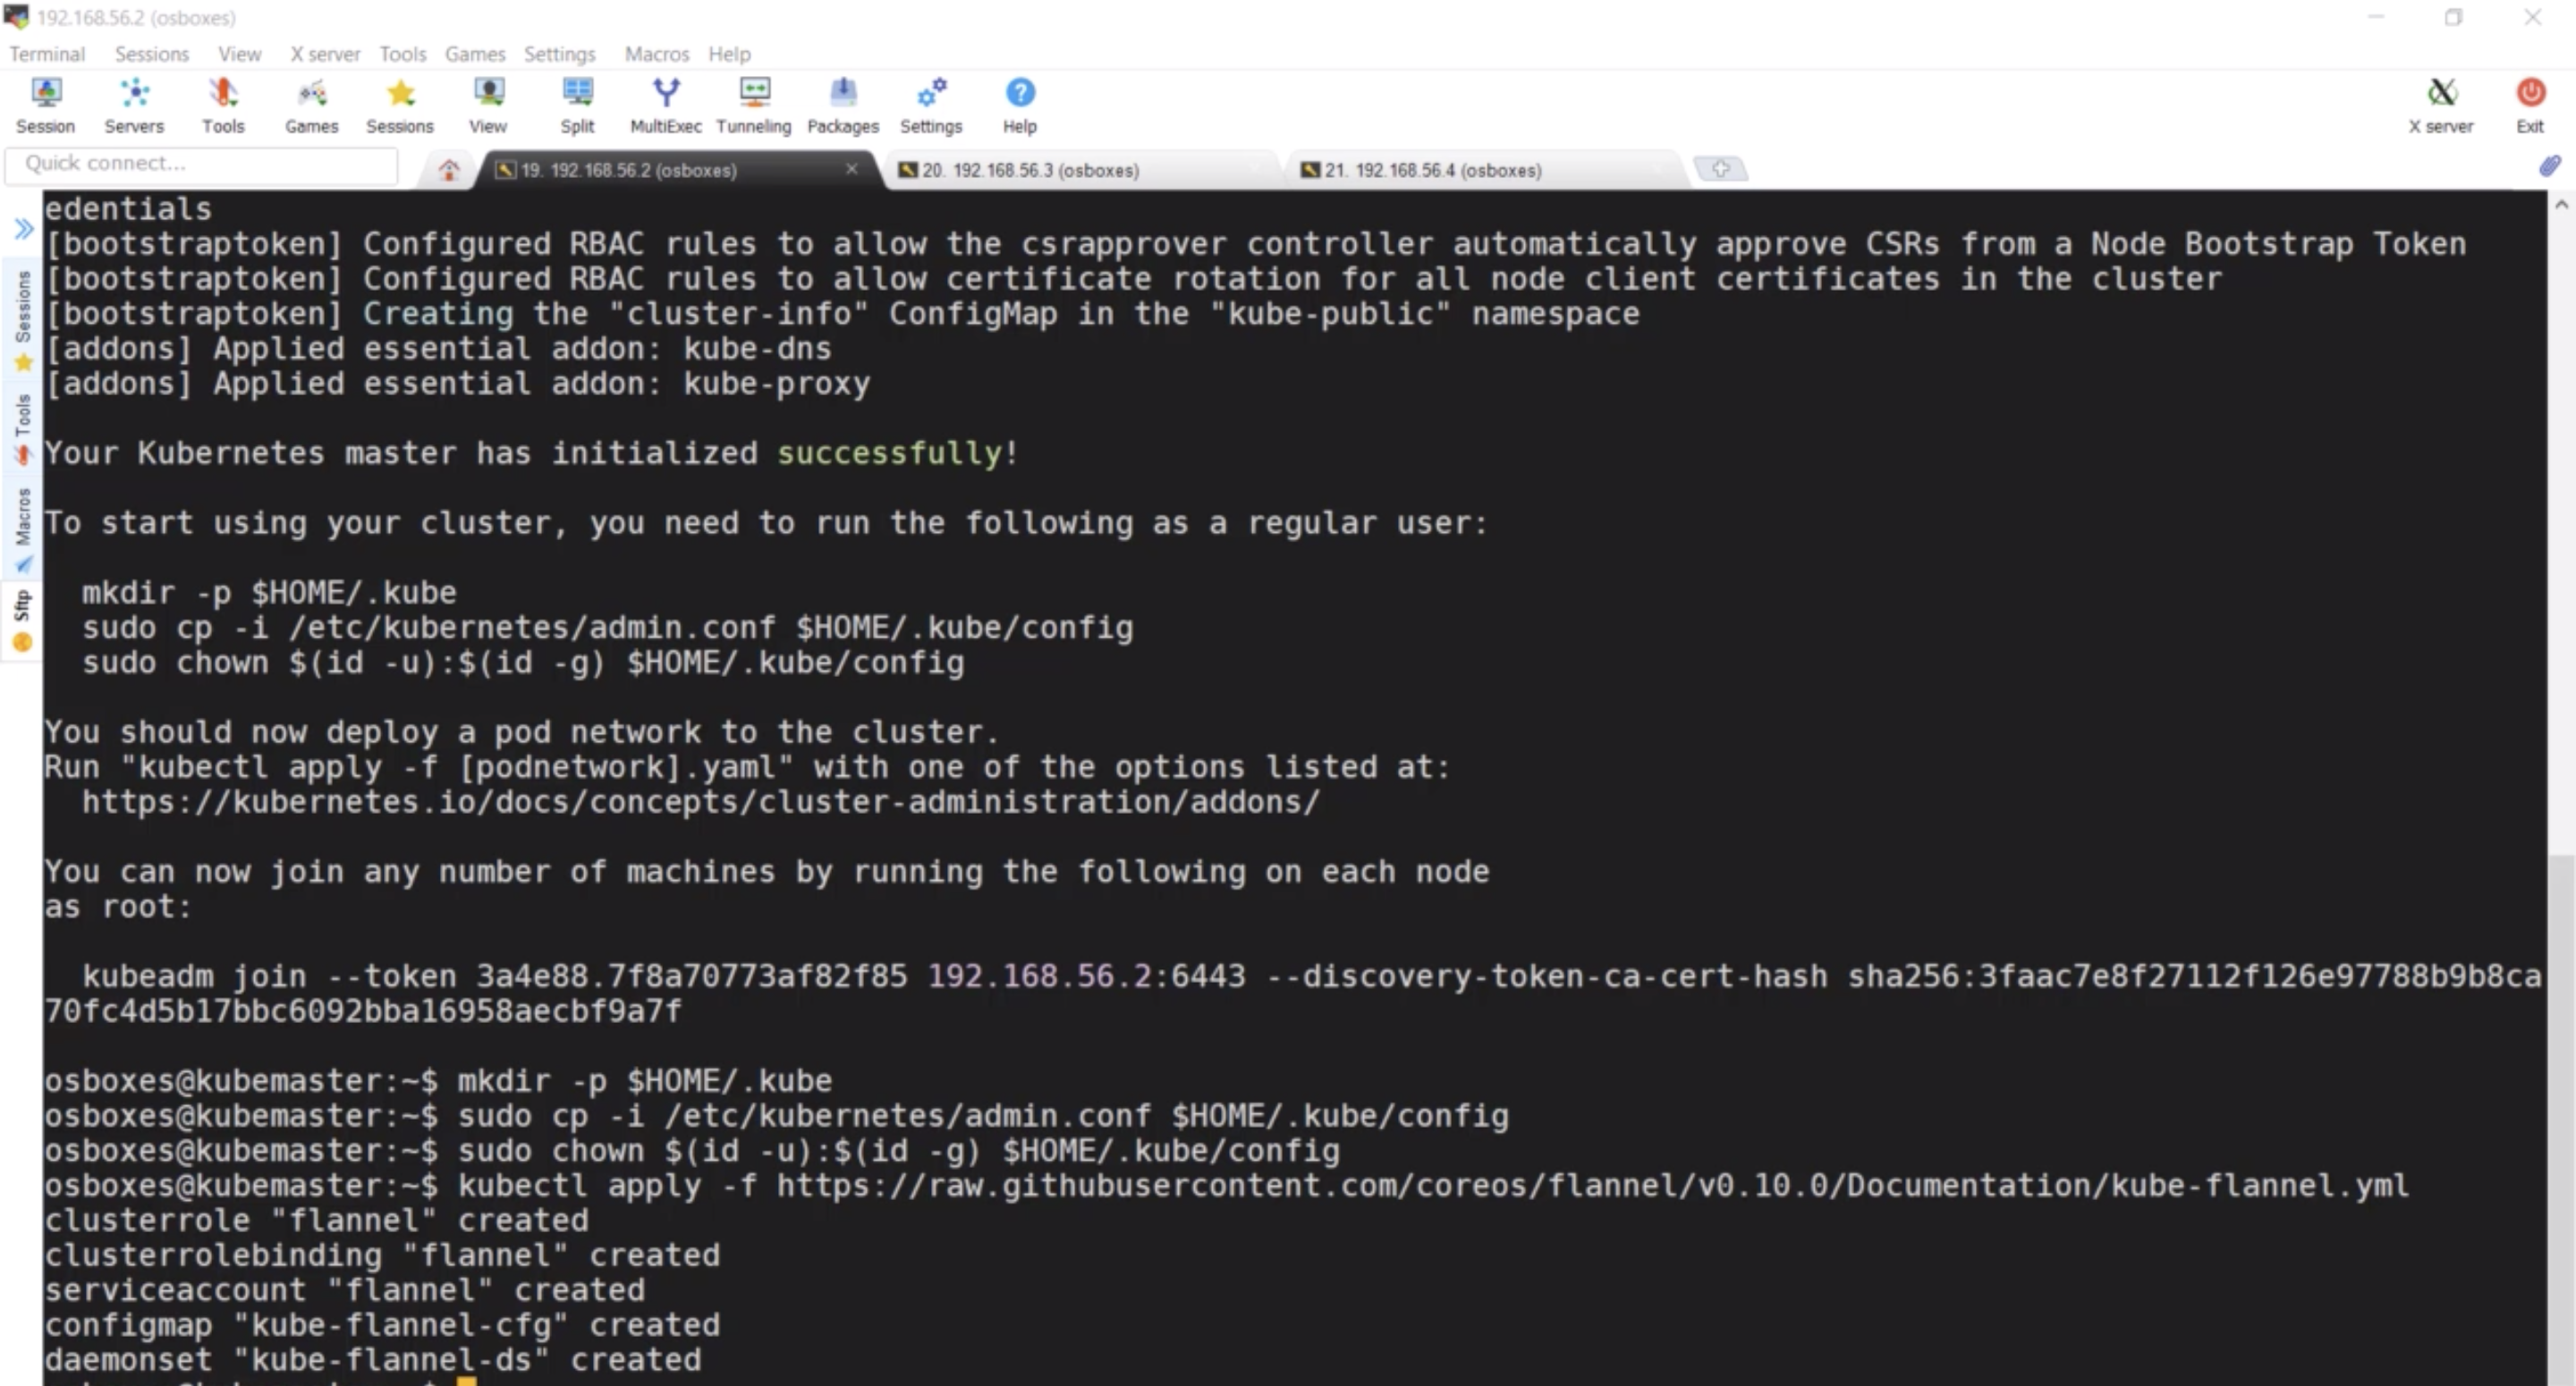 192.168.56.2 (osboxes)
Terminal Sessions View X server Tools Games Settings Macros Help
Session Servers Tools Games Sessions View Split MultiExec Tunneling Packages Settings Help X server Exit
Quick connect...
19. 192.168.56.2 (osboxes)
20. 192.168.56.3 (osboxes)
21. 192.168.56.4 (osboxes)
Sessions
Tools
Macros
Sftp
edentials
[bootstraptoken] Configured RBAC rules to allow the csrapprover controller automatically approve CSRs from a Node Bootstrap Token
[bootstraptoken] Configured RBAC rules to allow certificate rotation for all node client certificates in the cluster
[bootstraptoken] Creating the "cluster-info" ConfigMap in the "kube-public" namespace
[addons] Applied essential addon: kube-dns
[addons] Applied essential addon: kube-proxy
Your Kubernetes master has initialized successfully!
To start using your cluster, you need to run the following as a regular user:
mkdir -p $HOME/.kube
sudo cp -i /etc/kubernetes/admin.conf $HOME/.kube/config
sudo chown $(id -u):$(id -g) $HOME/.kube/config
You should now deploy a pod network to the cluster.
Run "kubectl apply -f [podnetwork].yaml" with one of the options listed at:
https://kubernetes.io/docs/concepts/cluster-administration/addons/
You can now join any number of machines by running the following on each node
as root:
kubeadm join --token 3a4e88.7f8a70773af82f85 192.168.56.2:6443 --discovery-token-ca-cert-hash sha256:3faac7e8f27112f126e97788b9b8ca
70fc4d5b17bbc6092bba16958aecbf9a7f
osboxes@kubemaster:~$ mkdir -p $HOME/.kube
osboxes@kubemaster:~$ sudo cp -i /etc/kubernetes/admin.conf $HOME/.kube/config
osboxes@kubemaster:~$ sudo chown $(id -u):$(id -g) $HOME/.kube/config
osboxes@kubemaster:~$ kubectl apply -f https://raw.githubusercontent.com/coreos/flannel/v0.10.0/Documentation/kube-flannel.yml
clusterrole "flannel" created
clusterrolebinding "flannel" created
serviceaccount "flannel" created
configmap "kube-flannel-cfg" created
daemonset "kube-flannel-ds" created